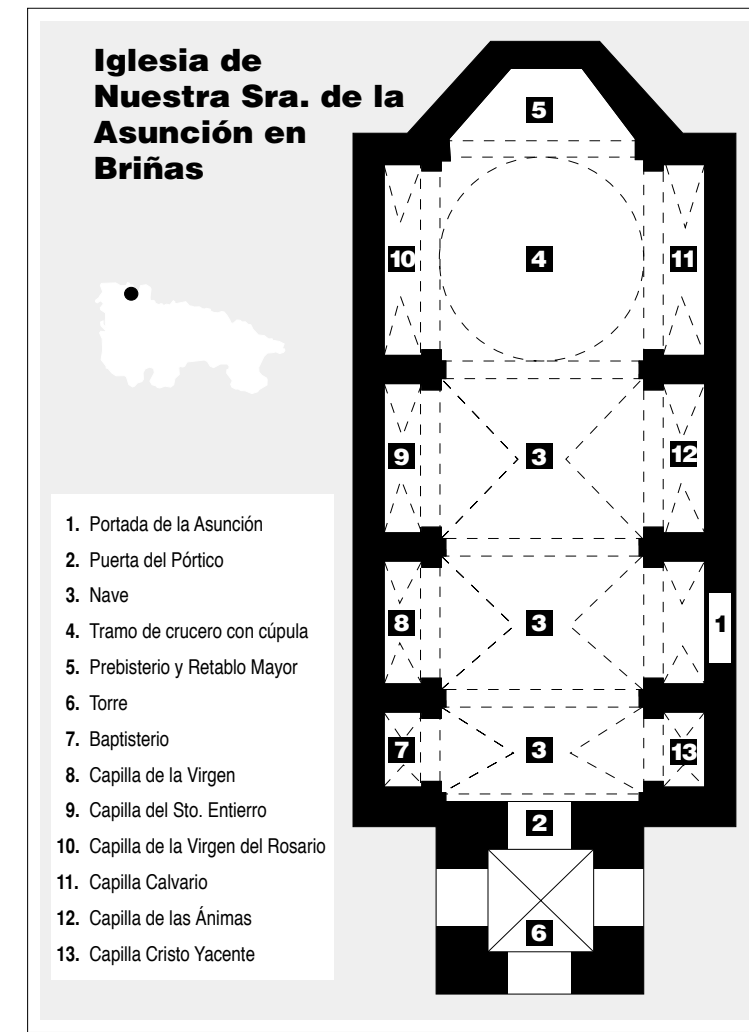 Iglesia de
Nuestra Sra. de la
Asunción en
Briñas
5
10
4
11
9
3
12
8
3
1
7
3
13
2
6
1. Portada de la Asunción
2. Puerta del Pórtico
3. Nave
4. Tramo de crucero con cúpula
5. Prebisterio y Retablo Mayor
6. Torre
7. Baptisterio
8. Capilla de la Virgen
9. Capilla del Sto. Entierro
10. Capilla de la Virgen del Rosario
11. Capilla Calvario
12. Capilla de las Ánimas
13. Capilla Cristo Yacente